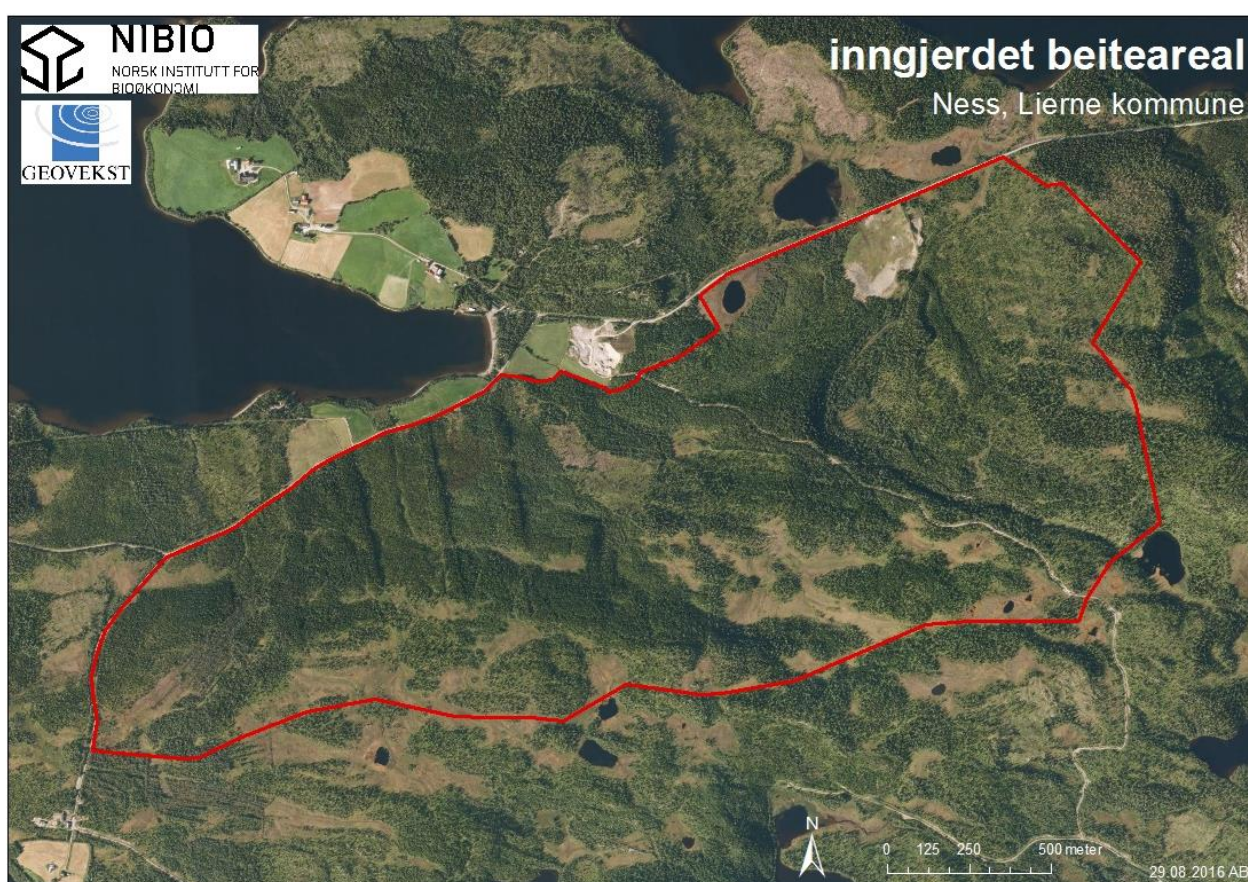 NIBIO
NORSK INSTITUTT FOR
BIOØKONOMI
GEOVEKST
inngjerdet beiteareal
Ness, Lierne kommune
N
0 125 250 500 meter
29.08.2016 AB